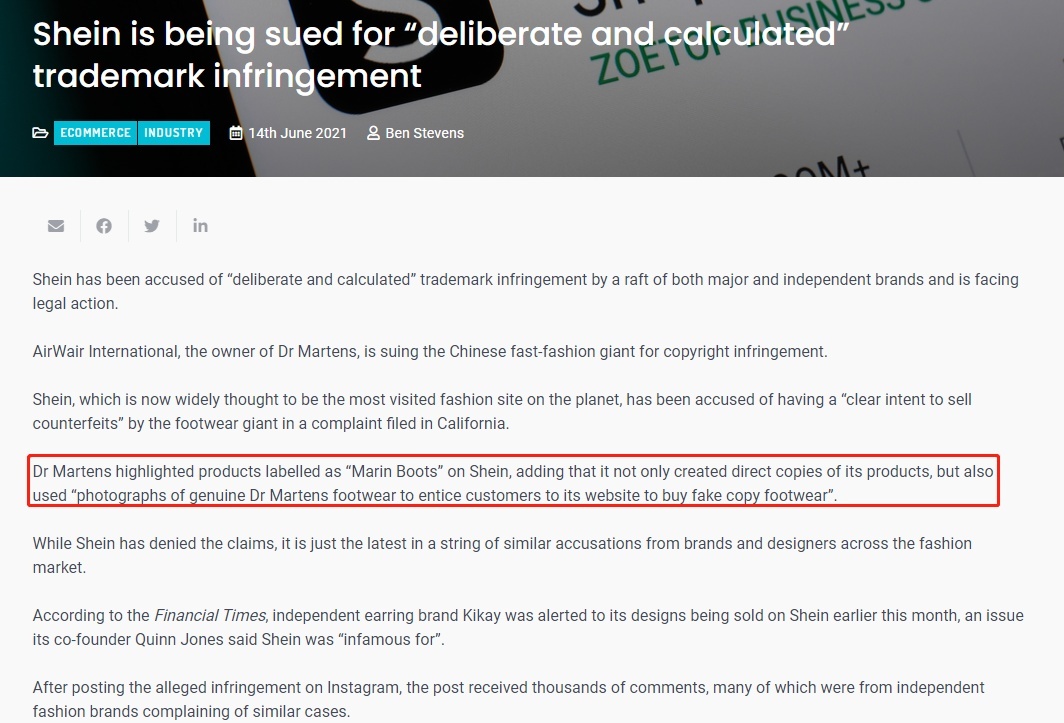 Shein is being sued for “deliberate and calculated”
trademark infringement
ZOETOP BUSINESS
ECOMMERCE INDUSTRY 14th June 2021 Ben Stevens
Shein has been accused of “deliberate and calculated” trademark infringement by a raft of both major and independent brands and is facing
legal action.
AirWair International, the owner of Dr Martens, is suing the Chinese fast-fashion giant for copyright infringement.
Shein, which is now widely thought to be the most visited fashion site on the planet, has been accused of having a “clear intent to sell
counterfeits” by the footwear giant in a complaint filed in California.
Dr Martens highlighted products labelled as “Marin Boots” on Shein, adding that it not only created direct copies of its products, but also
used “photographs of genuine Dr Martens footwear to entice customers to its website to buy fake copy footwear”.
While Shein has denied the claims, it is just the latest in a string of similar accusations from brands and designers across the fashion
market.
According to the Financial Times, independent earring brand Kikay was alerted to its designs being sold on Shein earlier this month, an issue
its co-founder Quinn Jones said Shein was “infamous for”.
After posting the alleged infringement on Instagram, the post received thousands of comments, many of which were from independent
fashion brands complaining of similar cases.